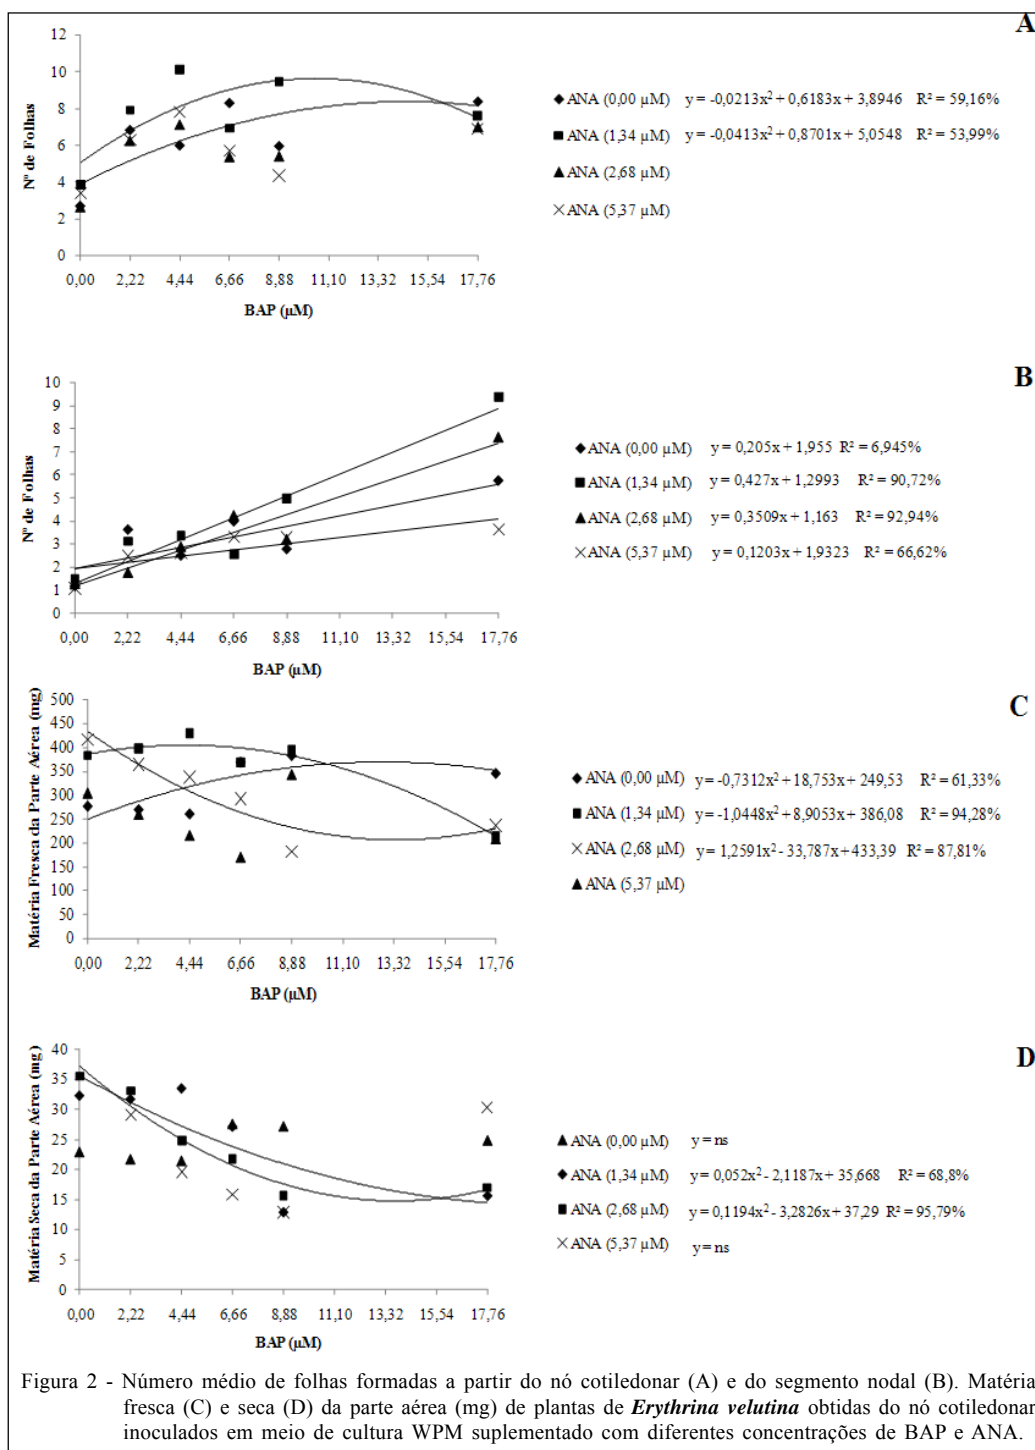 A
12
10
8
6
4
2
0
Nº de Folhas
0,00 2,22 4,44 6,66 8,88 11,10 13,32 15,54 17,76
BAP (µM)
ANA (0,00 µM) y = -0,0213x² + 0,6183x + 3,8946 R² = 59,16%
ANA (1,34 µM) y = -0,0413x² + 0,8701x + 5,0548 R² = 53,99%
ANA (2,68 µM)
ANA (5,37 µM)
B
10
9
8
7
6
5
4
3
2
1
0
Nº de Folhas
0,00 2,22 4,44 6,66 8,88 11,10 13,32 15,54 17,76
BAP (µM)
ANA (0,00 µM) y = 0,205x + 1,955 R² = 6,945%
ANA (1,34 µM) y = 0,427x + 1,2993 R² = 90,72%
ANA (2,68 µM) y = 0,3509x + 1,163 R² = 92,94%
ANA (5,37 µM) y = 0,1203x + 1,9323 R² = 66,62%
C
500
450
400
350
300
250
200
150
100
50
0
Matéria Fresca da Parte Aérea (mg)
0,00 2,22 4,44 6,66 8,88 11,10 13,32 15,54 17,76
BAP (µM)
ANA (0,00 µM) y = -0,7312x² + 18,753x + 249,53 R² = 61,33%
ANA (1,34 µM) y = -1,0448x² + 8,9053x + 386,08 R² = 94,28%
ANA (2,68 µM) y = 1,2591x² - 33,787x + 433,39 R² = 87,81%
ANA (5,37 µM)
D
40
35
30
25
20
15
10
5
0
Matéria Seca da Parte Aérea (mg)
0,00 2,22 4,44 6,66 8,88 11,10 13,32 15,54 17,76
BAP (µM)
ANA (0,00 µM) y = ns
ANA (1,34 µM) y = 0,052x² - 2,1187x + 35,668 R² = 68,8%
ANA (2,68 µM) y = 0,1194x² - 3,2826x + 37,29 R² = 95,79%
ANA (5,37 µM) y = ns
Figura 2 - Número médio de folhas formadas a partir do nó cotiledonar (A) e do segmento nodal (B). Matéria
fresca (C) e seca (D) da parte aérea (mg) de plantas de Erythrina velutina obtidas do nó cotiledonar
inoculados em meio de cultura WPM suplementado com diferentes concentrações de BAP e ANA.